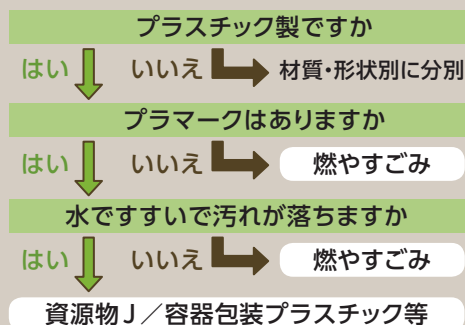 プラスチック製ですか
はい いいえ 材質・形状別に分別
プラマークはありますか
はい いいえ 燃やすごみ
水ですすいで汚れが落ちますか
はい いいえ 燃やすごみ
資源物J／容器包装プラスチック等